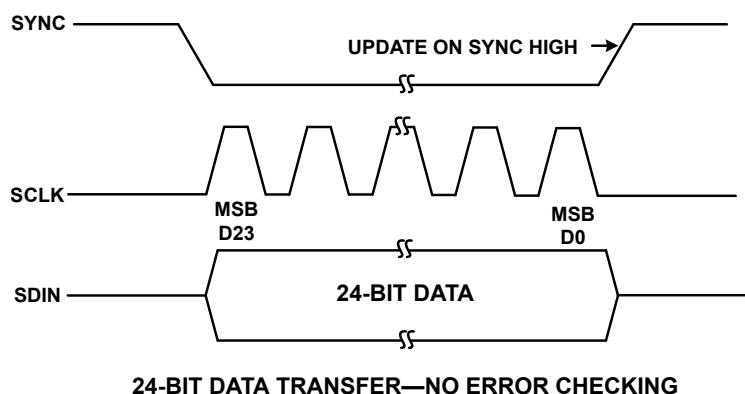 SYNC
UPDATE ON SYNC HIGH
SCLK
MSB
D23
MSB
D0
SDIN
24-BIT DATA
24-BIT DATA TRANSFER—NO ERROR CHECKING